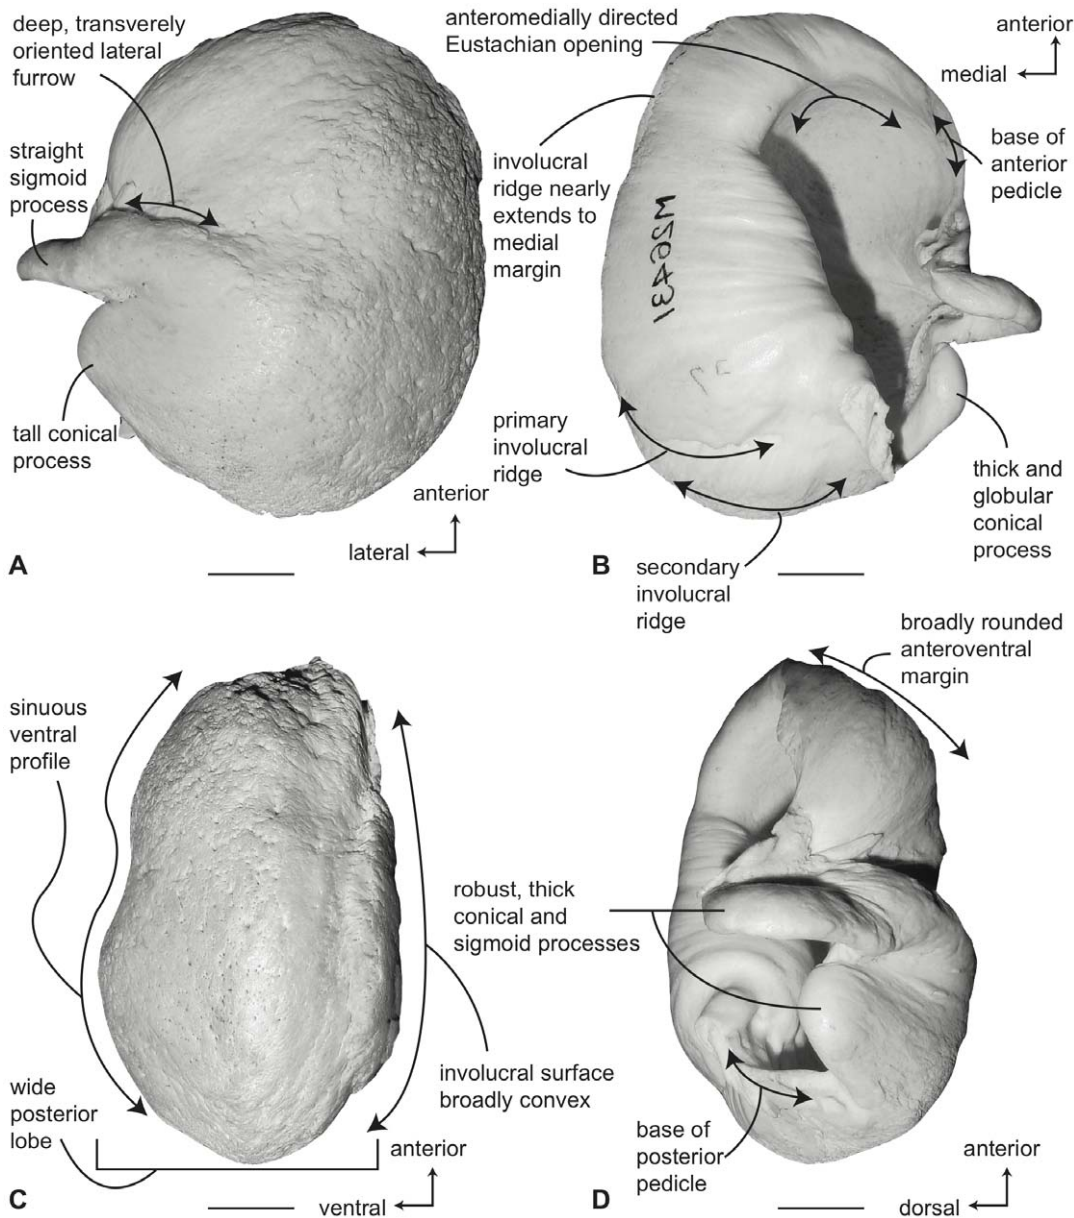 deep, transverely
oriented lateral
furrow
straight
sigmoid
process
tall conical
process
anterior
lateral
A
anteromedially directed
Eustachian opening
anterior
medial
involucral
ridge nearly
extends to
medial
margin
base of
anterior
pedicle
M26431
primary
involucral
ridge
thick and
globular
conical
process
secondary
involucral
ridge
B
sinuous
ventral
profile
wide
posterior
lobe
involucral surface
broadly convex
anterior
ventral
C
broadly rounded
anteroventral
margin
robust, thick
conical and
sigmoid processes
base of
posterior
pedicle
anterior
dorsal
D